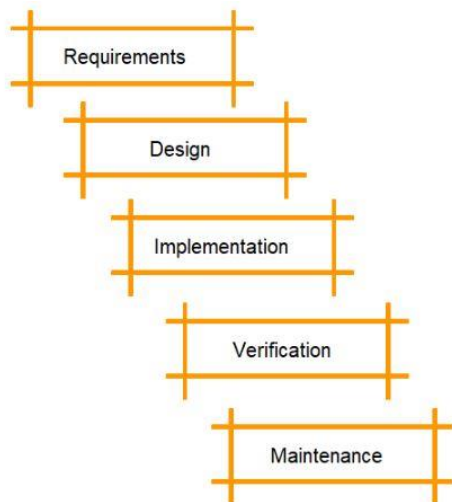 Requirements
Design
Implementation
Verification
Maintenance